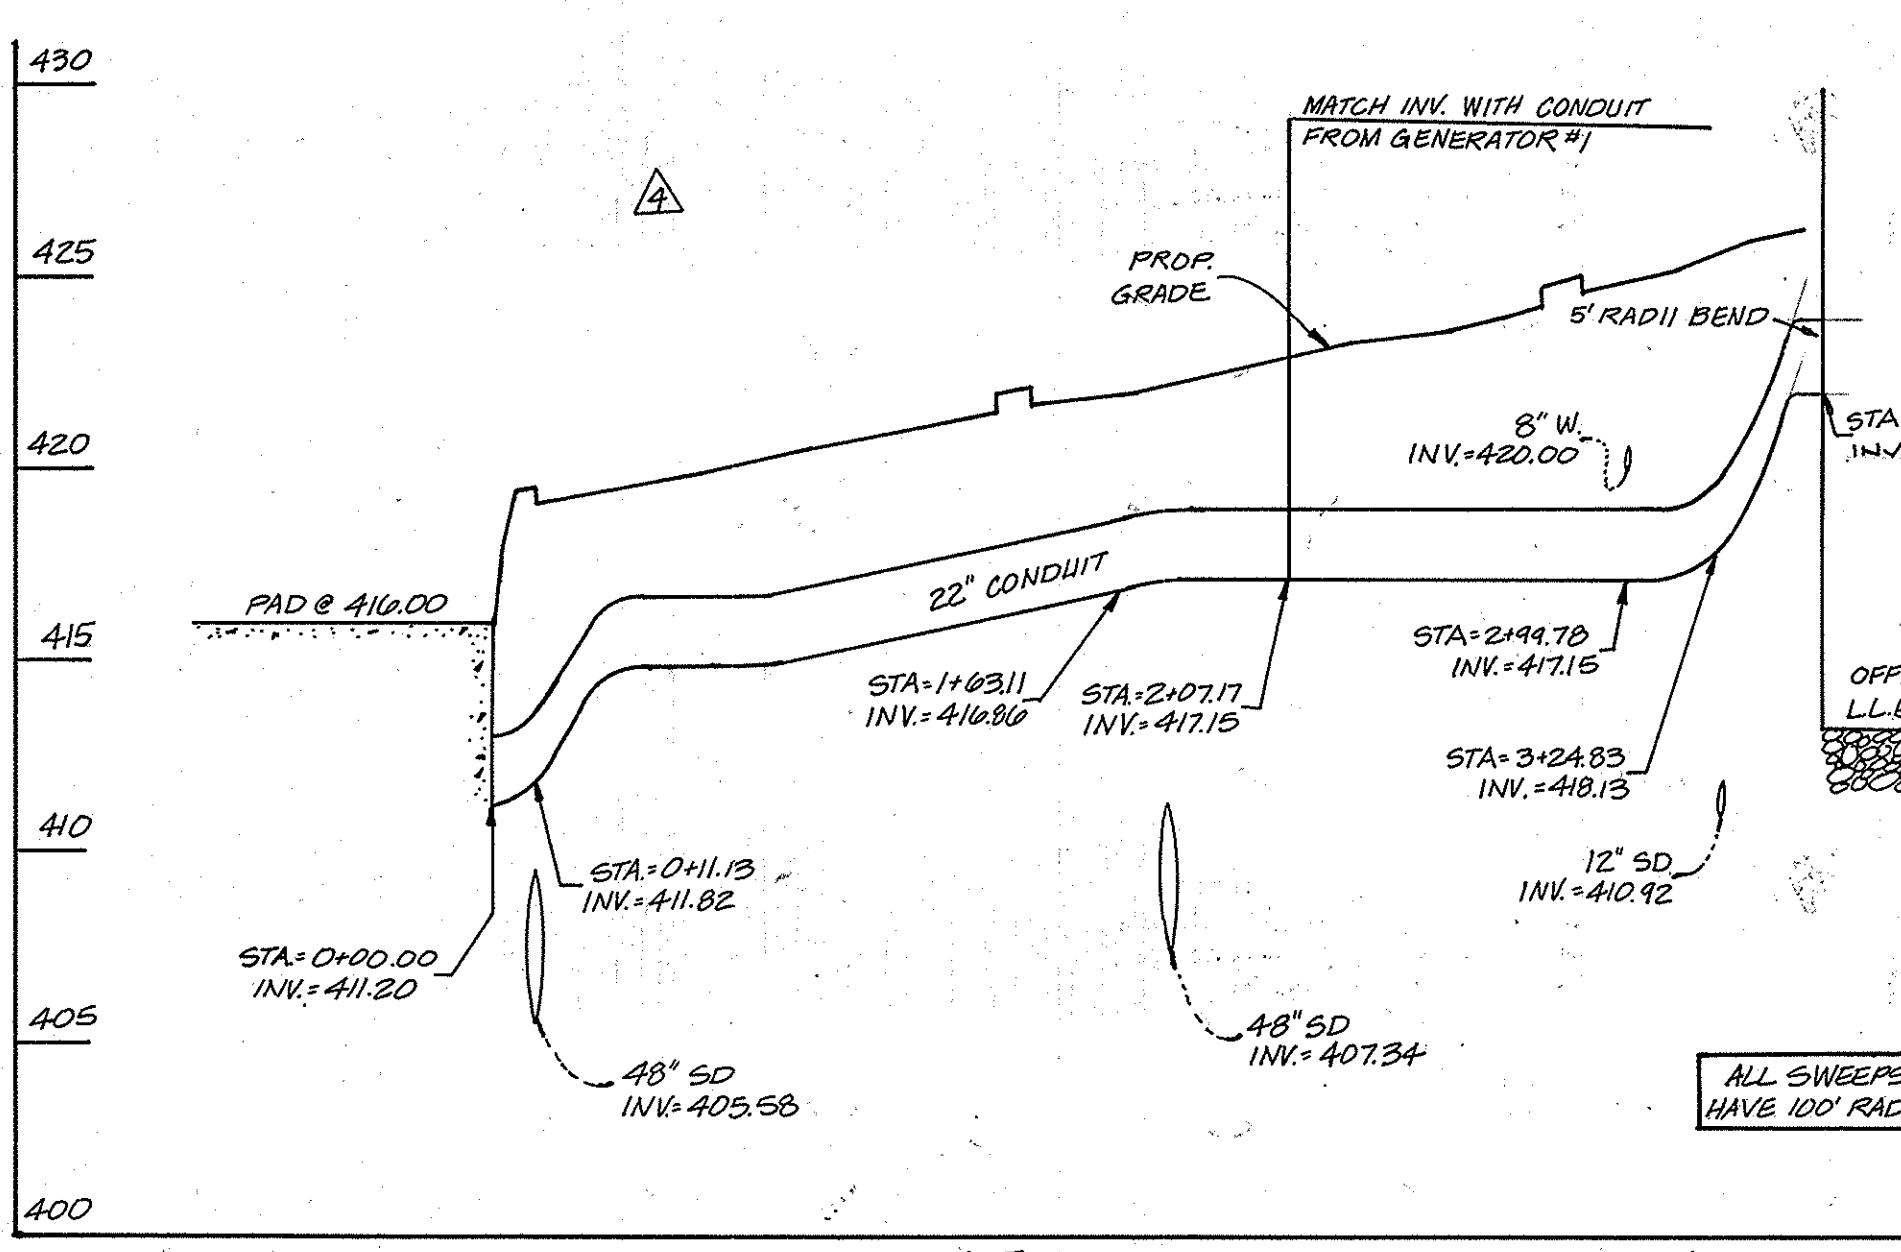 430
425
420
415
410
405
400
4
MATCH INV. WITH CONDUIT
FROM GENERATOR #1
PROP.
GRADE
5' RADII BEND
8" W.
INV.=420.00
STA
INV
PAD @ 416.00
22" CONDUIT
STA=1+63.11
INV.=416.86
STA.=2+07.17
INV.=417.15
STA=2+99.78
INV.=417.15
STA=3+24.83
INV.=418.13
OFF
L.L.
STA.=0+11.13
INV.=411.82
STA.=0+00.00
INV.=411.20
12" SD
INV.=410.92
48" SD
INV.=405.58
48" SD
INV.=407.34
ALL SWEEPS
HAVE 100' RAD